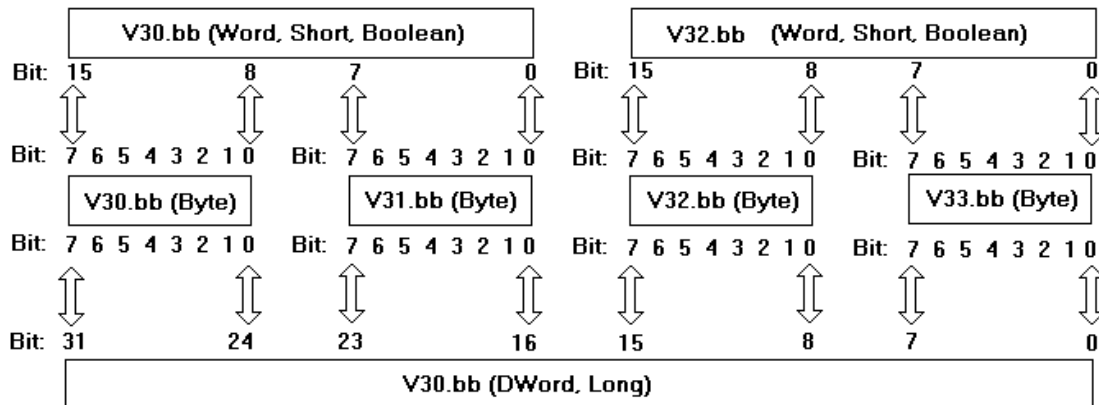 V30.bb (Word, Short, Boolean) V32.bb (Word, Short, Boolean)
Bit: 15 8 7 0 Bit: 15 8 7 0
Bit: 7 6 5 4 3 2 1 0 Bit: 7 6 5 4 3 2 1 0 Bit: 7 6 5 4 3 2 1 0 Bit: 7 6 5 4 3 2 1 0
V30.bb (Byte) V31.bb (Byte) V32.bb (Byte) V33.bb (Byte)
Bit: 7 6 5 4 3 2 1 0 Bit: 7 6 5 4 3 2 1 0 Bit: 7 6 5 4 3 2 1 0 Bit: 7 6 5 4 3 2 1 0
Bit: 31 24 23 16 15 8 7 0
V30.bb (DWord, Long)